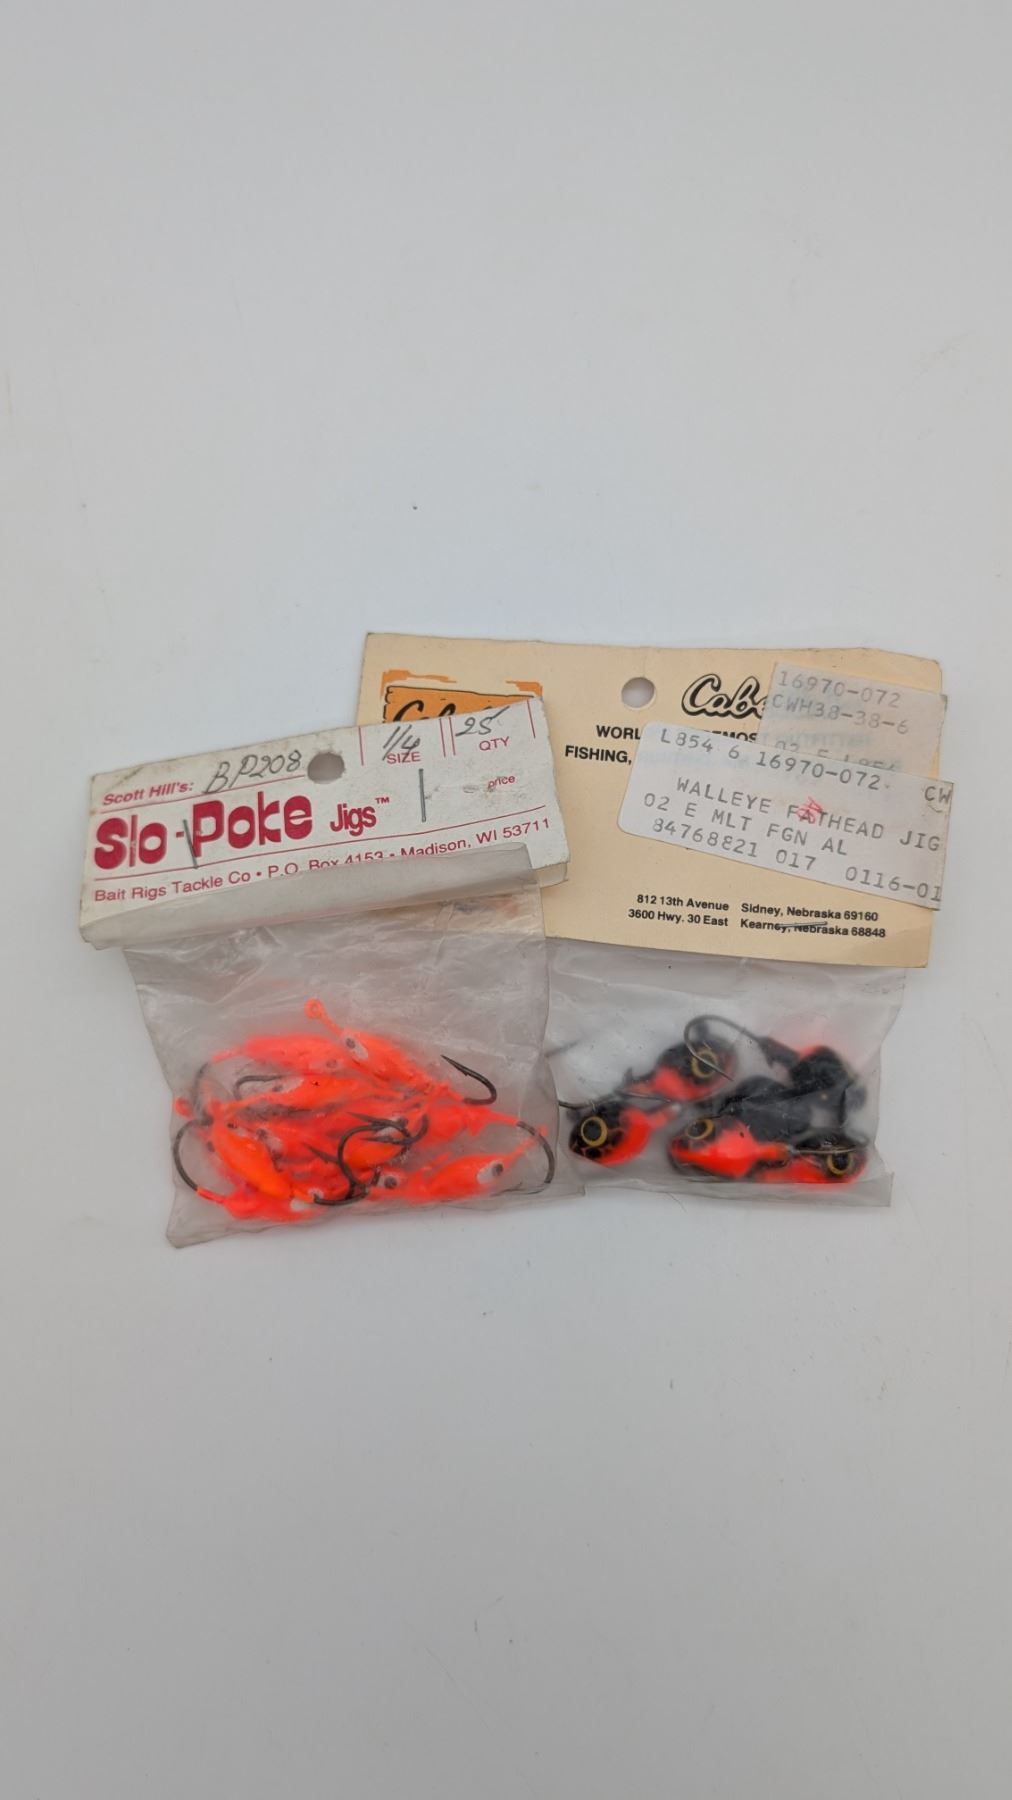 Scott Hill's: BP208
1/4
SIZE
25
QTY
Slo-Poke Jigs™
price
Bait Rigs Tackle Co • P.O. Box 4153 • Madison, WI 53711
FISHING,
16970-072
CWH38-38-6
L854 6 16970-072 CW
WALLEYE FATHEAD JIG
02 E MLT FGN AL
84768821 017 0116-01
812 13th Avenue Sidney, Nebraska 69160
3600 Hwy. 30 East Kearney, Nebraska 68848